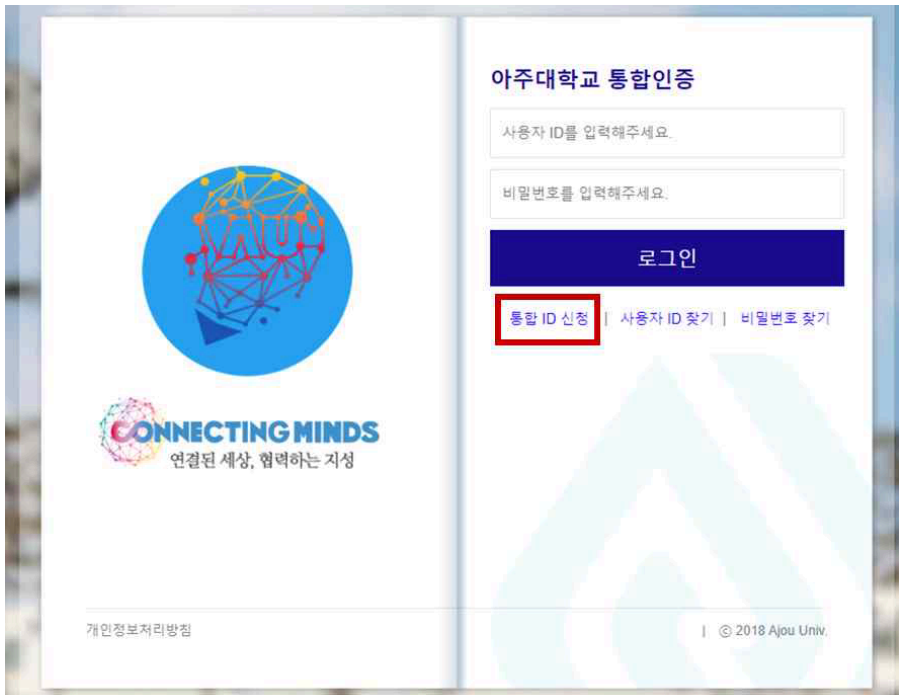 아주대학교 통합인증
사용자 ID를 입력해주세요.
비밀번호를 입력해주세요.
로그인
통합 ID 신청 | 사용자 ID 찾기 | 비밀번호 찾기
AJOU
CONNECTING MINDS
연결된 세상, 협력하는 지성
개인정보처리방침
| © 2018 Ajou Univ.